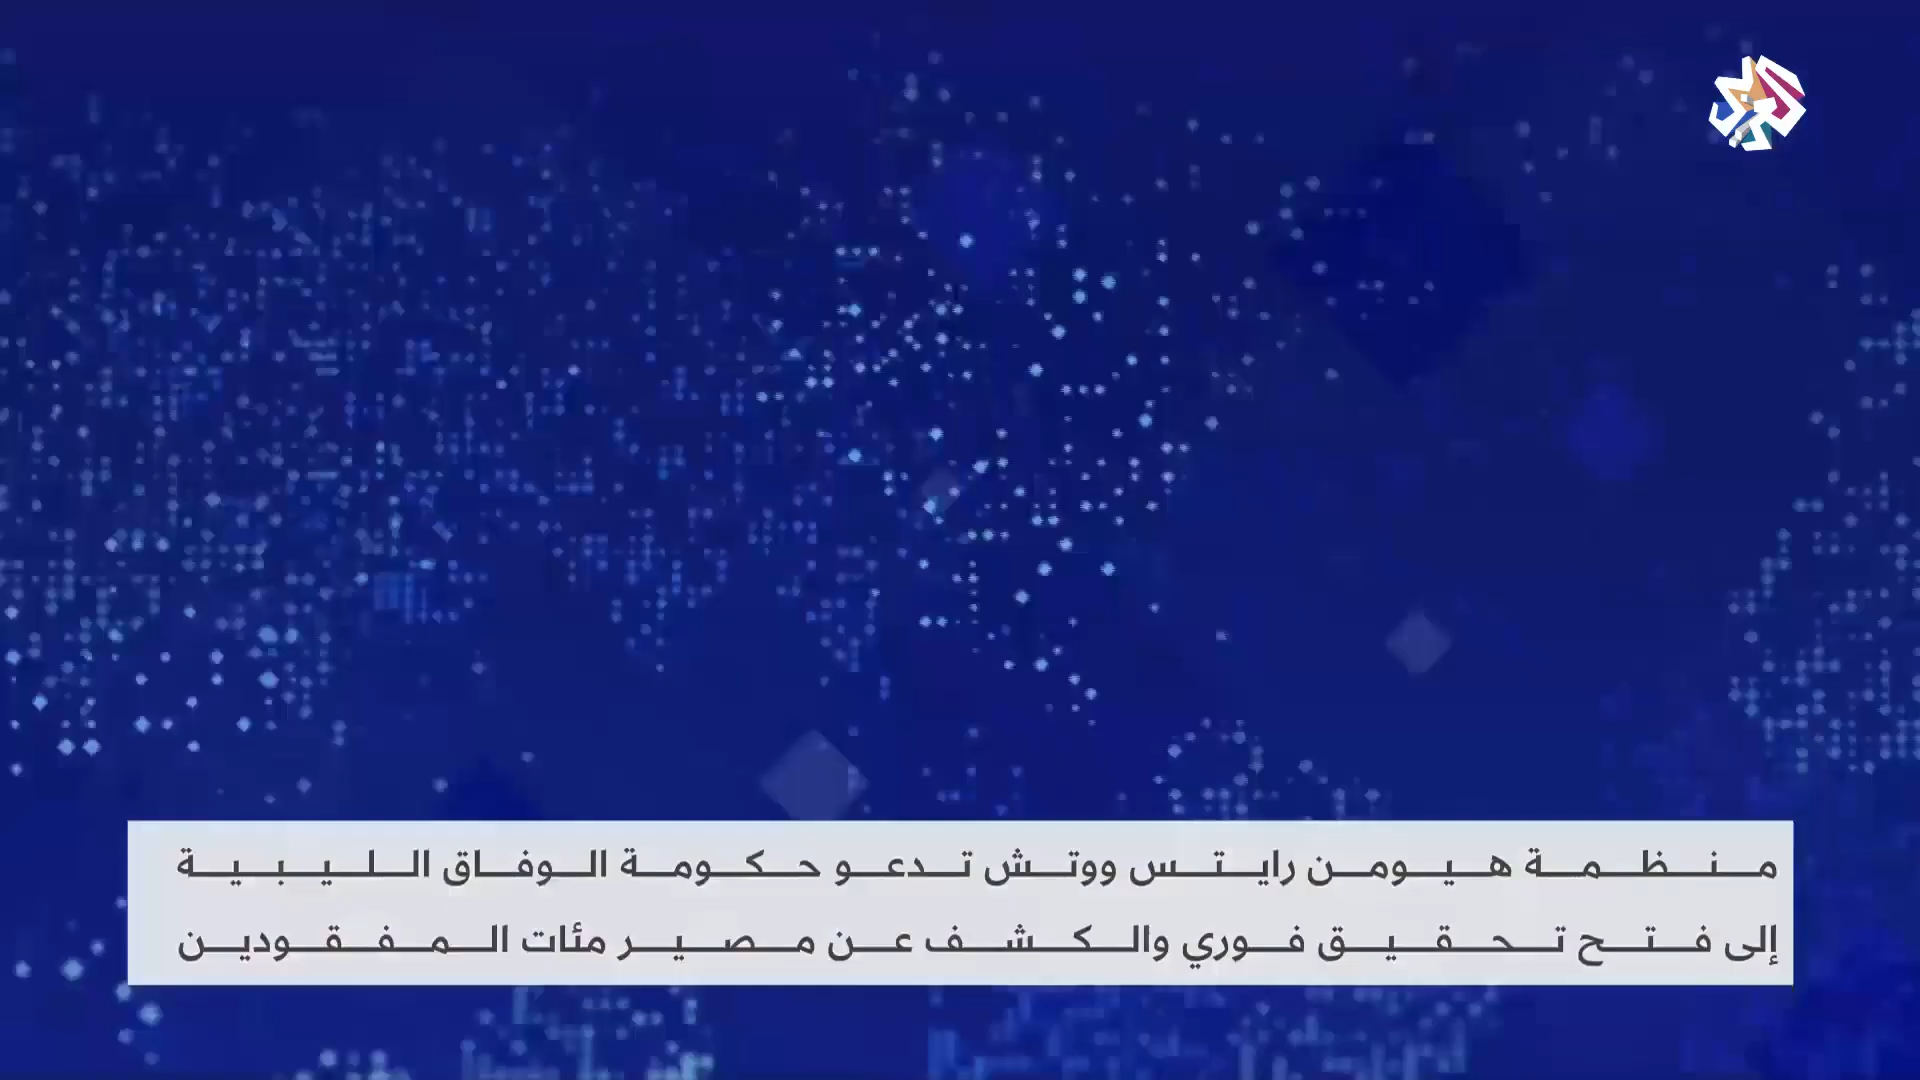 منظمة هيومن رايتس ووتش تدعو حكومة الوفاق الليبية
إلى فتح تحقيق فوري والكشف عن مصير مئات المفقودين